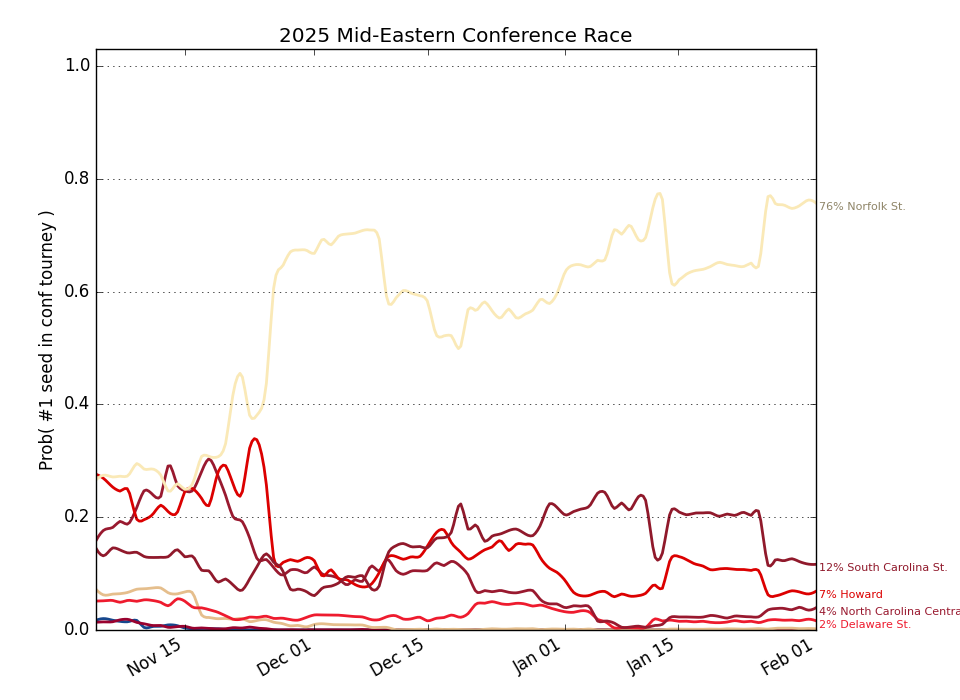 2025 Mid-Eastern Conference Race
Prob( #1 seed in conf tourney )
1.0
0.8
0.6
0.4
0.2
0.0
76% Norfolk St.
12% South Carolina St.
7% Howard
4% North Carolina Centra
2% Delaware St.
Nov 15
Dec 01
Dec 15
Jan 01
Jan 15
Feb 01